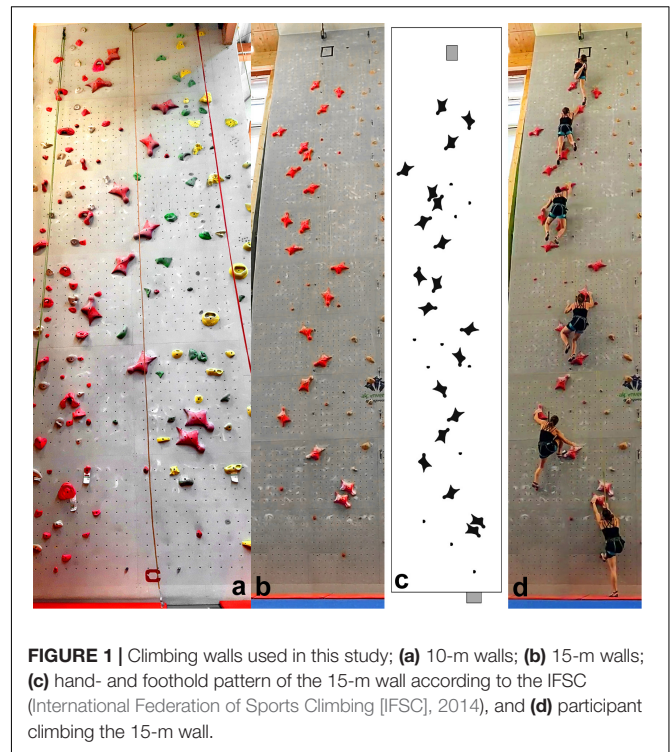 a
b
c
d
FIGURE 1 | Climbing walls used in this study; (a) 10-m walls; (b) 15-m walls;
(c) hand- and foothold pattern of the 15-m wall according to the IFSC
(International Federation of Sports Climbing [IFSC], 2014), and (d) participant
climbing the 15-m wall.